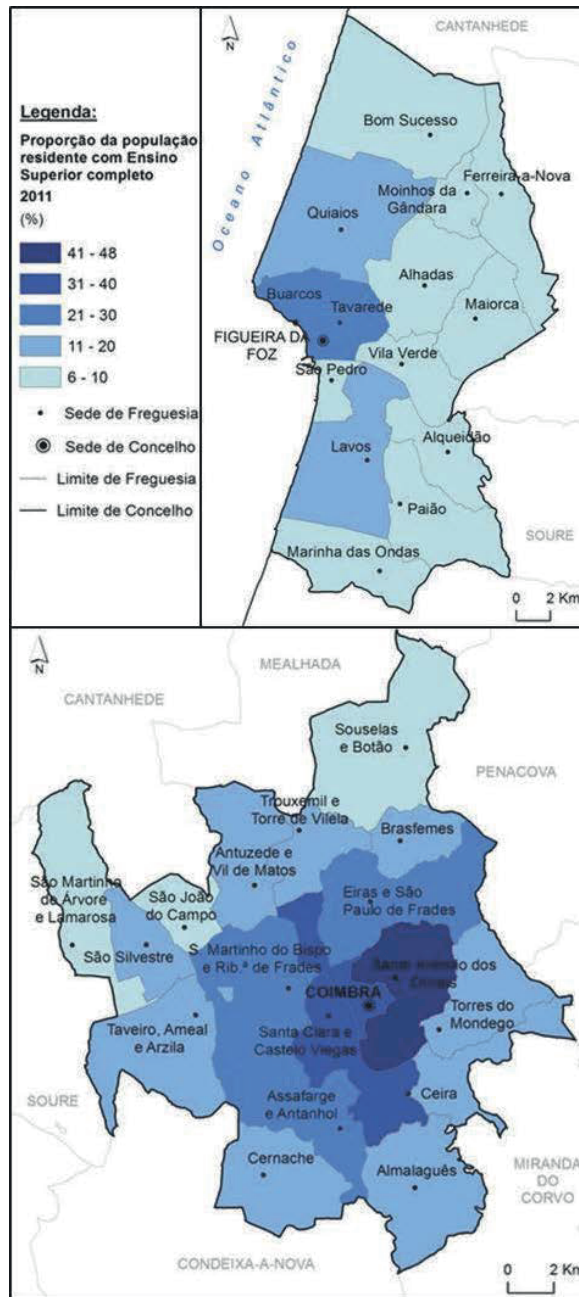 N
CANTANHEDE
Oceano Atlântico
Legenda:
Proporção da população
residente com Ensino
Superior completo
2011
(%)
41 - 48
31 - 40
21 - 30
11 - 20
6 - 10
Sede de Freguesia
Sede de Concelho
Limite de Freguesia
Limite de Concelho
Bom Sucesso
Ferreira-a-Nova
Moinhos da
Gândara
Quiaios
Alhadas
Maiorca
Buarcos
Tavarede
FIGUEIRA DA
FOZ
Vila Verde
São Pedro
Alqueidão
Lavos
Paião
SOURE
Marinha das Ondas
0 2 Km
N
MEALHADA
CANTANHEDE
Souselas
e Botão
PENACOVA
Trouxemil e
Torre de Vilela
Brasfemes
Antuzede e
Vil de Matos
São Martinho
de Árvore
e Lamarosa
São João
do Campo
Eiras e São
Paulo de Frades
São Silvestre
S. Martinho do Bispo
e Rib.ª de Frades
Santo António dos
Olivais
COIMBRA
Torres do
Mondego
Taveiro, Ameal
e Arzila
Santa Clara e
Castelo Viegas
SOURE
Assafarge
e Antanhol
Ceira
Cernache
Almalaguês
MIRANDA
DO
CORVO
CONDEIXA-A-NOVA
0 2 Km